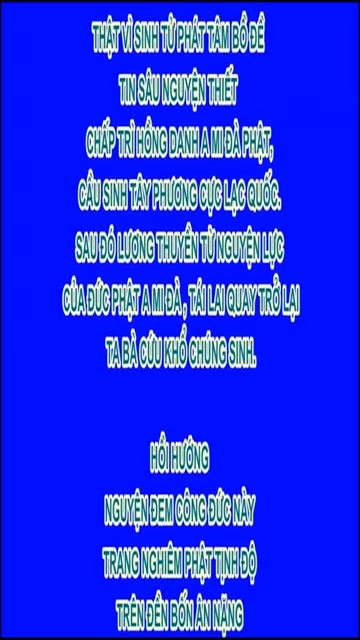 THẬT VÌ SINH TỬ PHÁT TÂM BỒ ĐỀ
TIN SÂU NGUYỆN THIẾT
CHẤP TRÌ HỒNG DANH A MI ĐÀ PHẬT,
CẦU SINH TÂY PHƯƠNG CỰC LẠC QUỐC.
SAU ĐÓ LƯƠNG THUYỀN TỪ NGUYỆN LỰC
CỦA ĐỨC PHẬT A MI ĐÀ , TÁI LAI QUAY TRỞ LẠI
TA BÀ CỨU KHỔ CHÚNG SINH.
HỒI HƯỚNG
NGUYỆN ĐEM CÔNG ĐỨC NÀY
TRANG NGHIÊM PHẬT TỊNH ĐỘ
TRÊN ĐỀN BỐN ÂN NẶNG